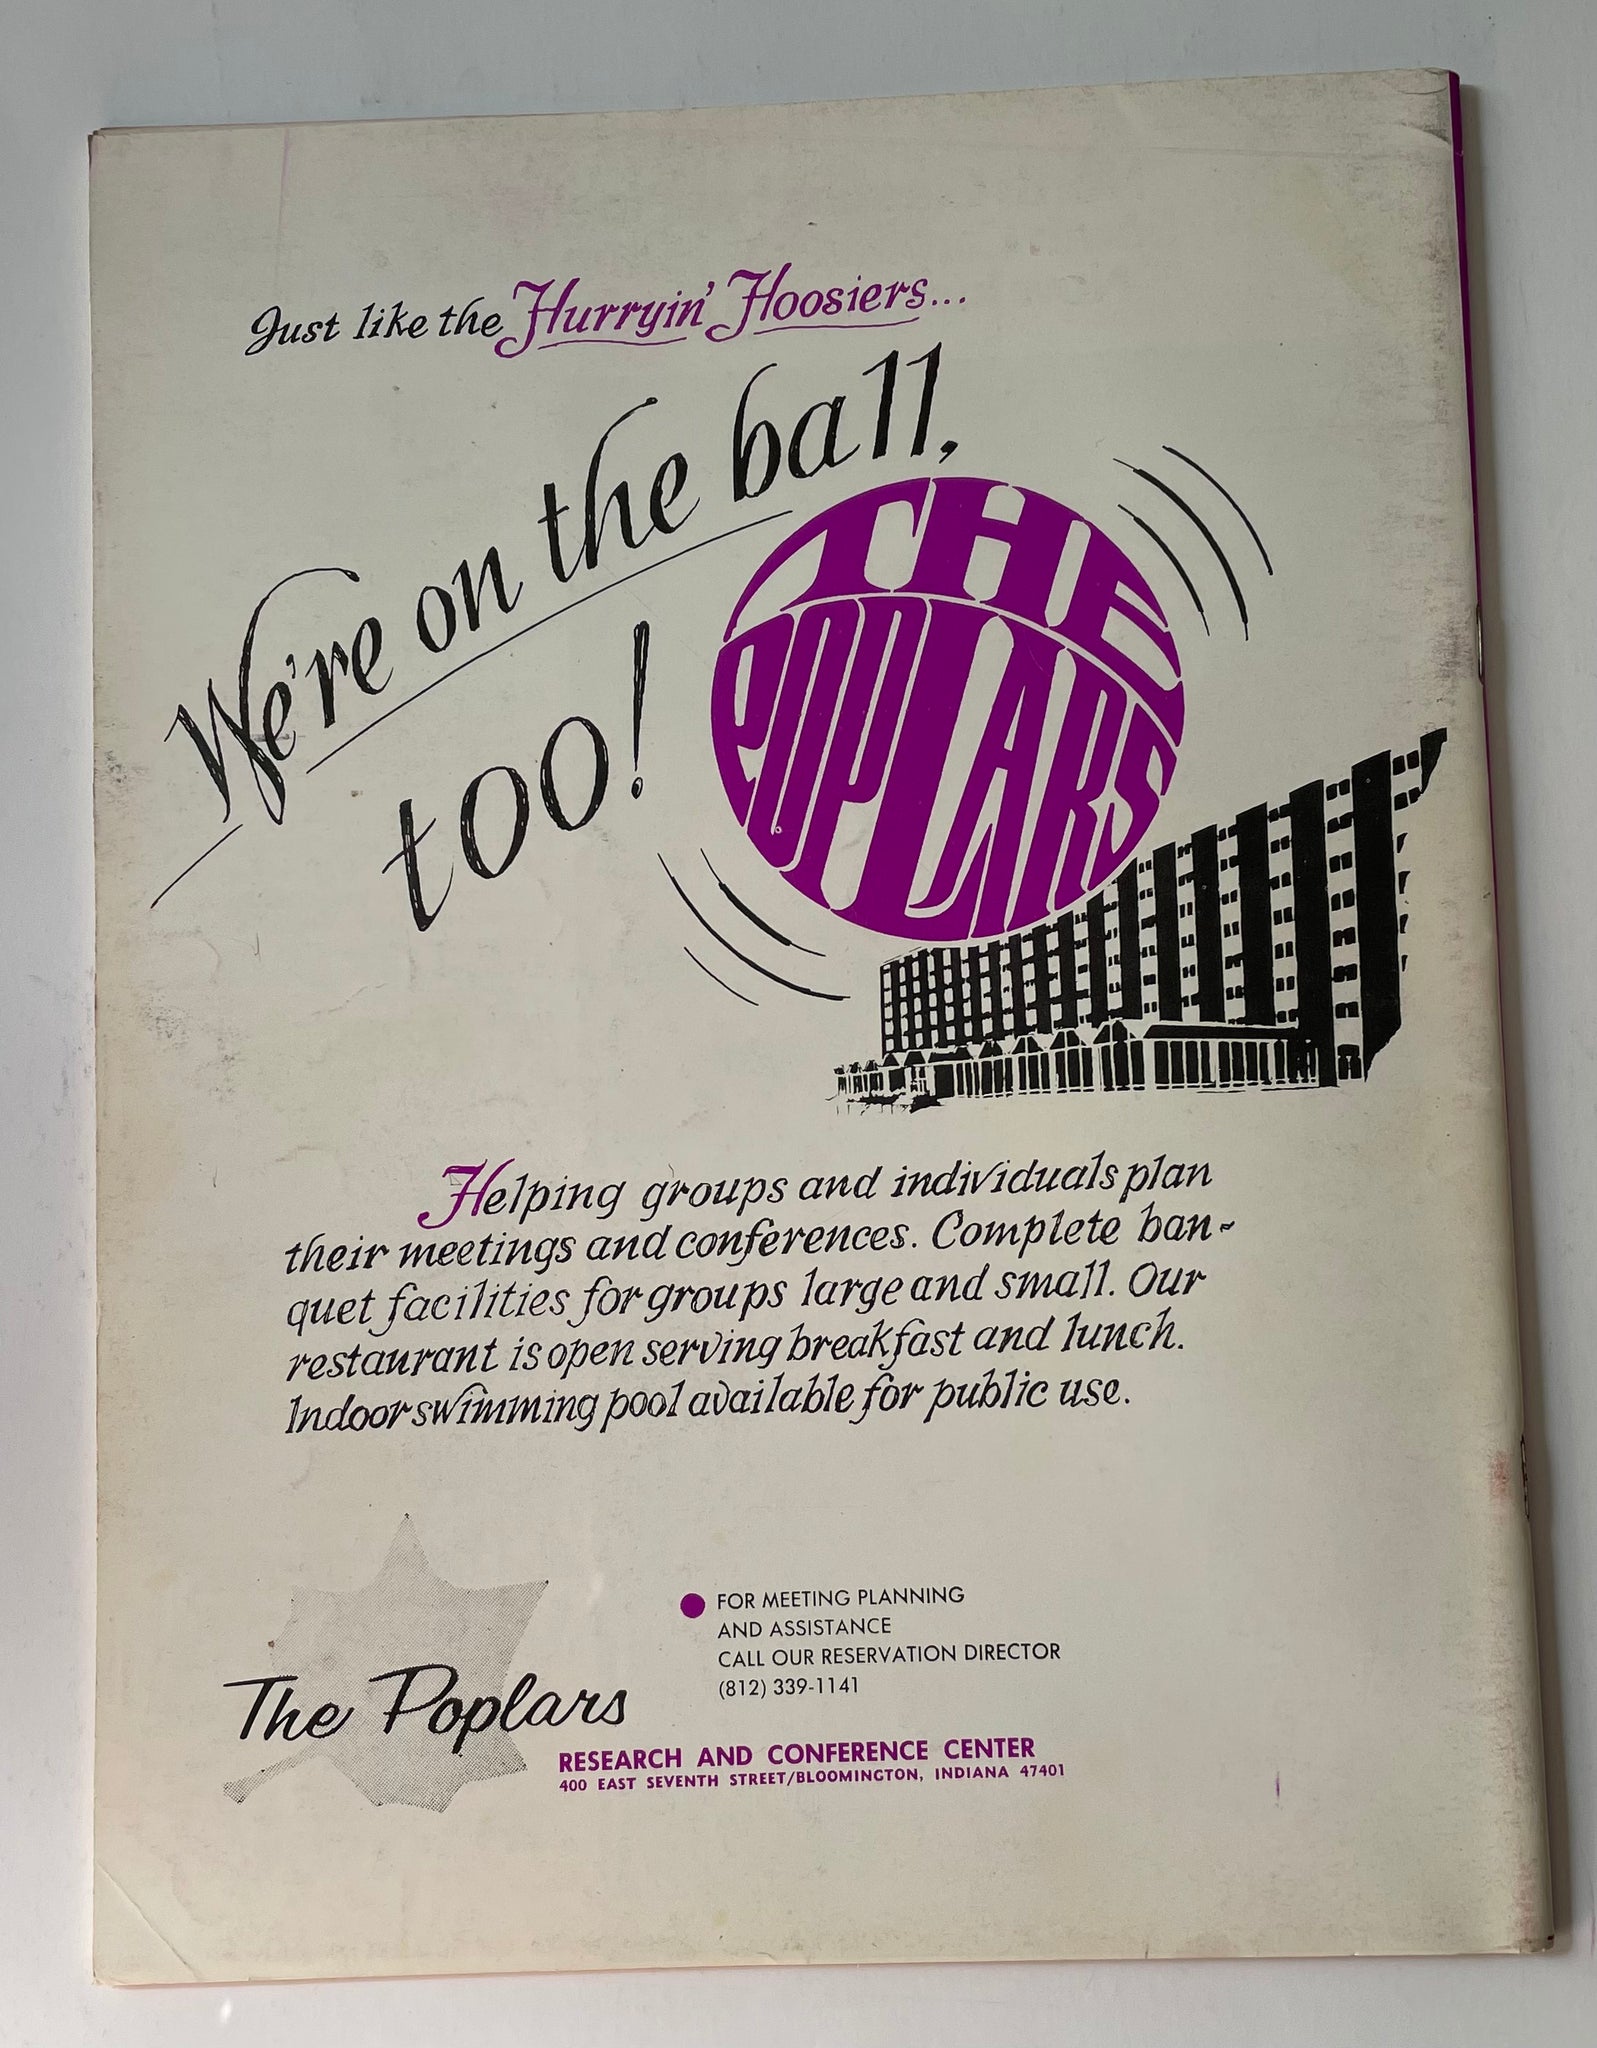 Just like the Hurryin' Hoosiers...
We're on the ball,
too!
THE
POPLARS
Helping groups and individuals plan
their meetings and conferences. Complete ban-
quet facilities for groups large and small. Our
restaurant is open serving breakfast and lunch.
Indoor swimming pool available for public use.
The Poplars
FOR MEETING PLANNING
AND ASSISTANCE
CALL OUR RESERVATION DIRECTOR
(812) 339-1141
RESEARCH AND CONFERENCE CENTER
400 EAST SEVENTH STREET/BLOOMINGTON, INDIANA 47401